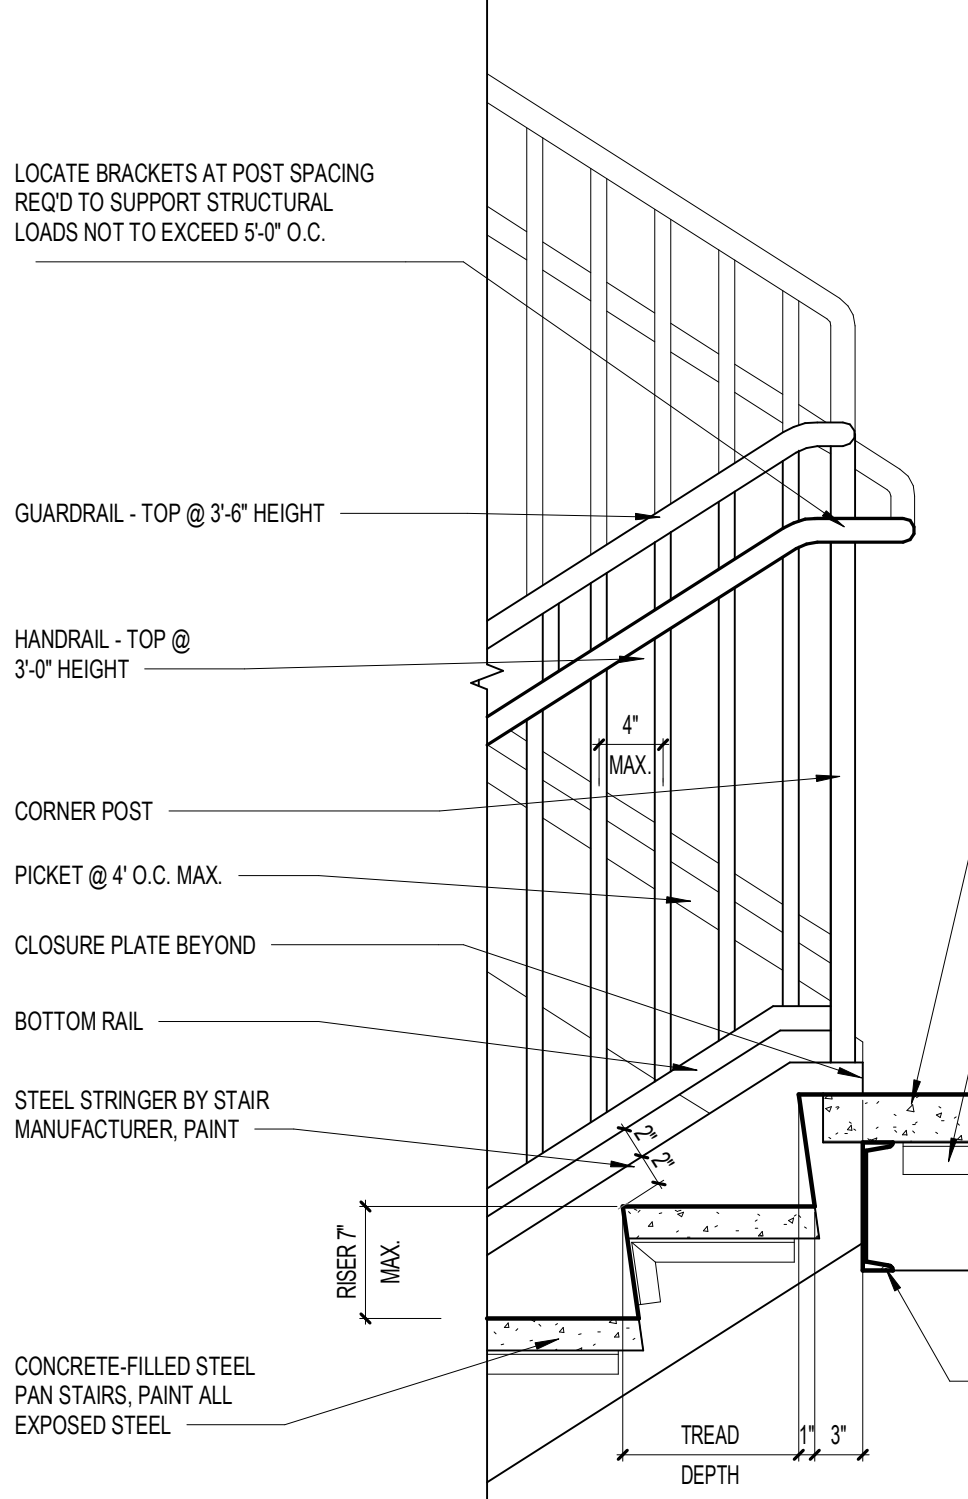 LOCATE BRACKETS AT POST SPACING
REQ'D TO SUPPORT STRUCTURAL
LOADS NOT TO EXCEED 5'-0" O.C.
GUARDRAIL - TOP @ 3'-6" HEIGHT
HANDRAIL - TOP @
3'-0" HEIGHT
4"
MAX.
CORNER POST
PICKET @ 4' O.C. MAX.
CLOSURE PLATE BEYOND
BOTTOM RAIL
STEEL STRINGER BY STAIR
MANUFACTURER, PAINT
2"
2"
RISER 7"
MAX.
CONCRETE-FILLED STEEL
PAN STAIRS, PAINT ALL
EXPOSED STEEL
TREAD
DEPTH
1"
3"